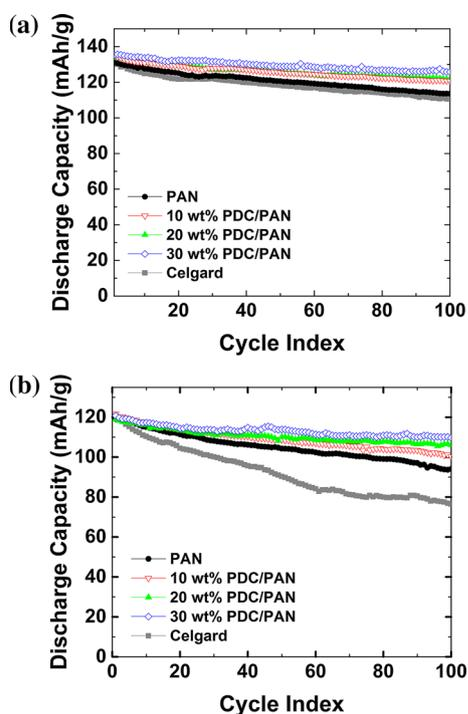 (a)
Discharge Capacity (mAh/g)
140
120
100
80
60
40
20
0
PAN
10 wt% PDC/PAN
20 wt% PDC/PAN
30 wt% PDC/PAN
Celgard
20 40 60 80 100
Cycle Index
(b)
Discharge Capacity (mAh/g)
120
100
80
60
40
20
0
PAN
10 wt% PDC/PAN
20 wt% PDC/PAN
30 wt% PDC/PAN
Celgard
0 20 40 60 80 100
Cycle Index